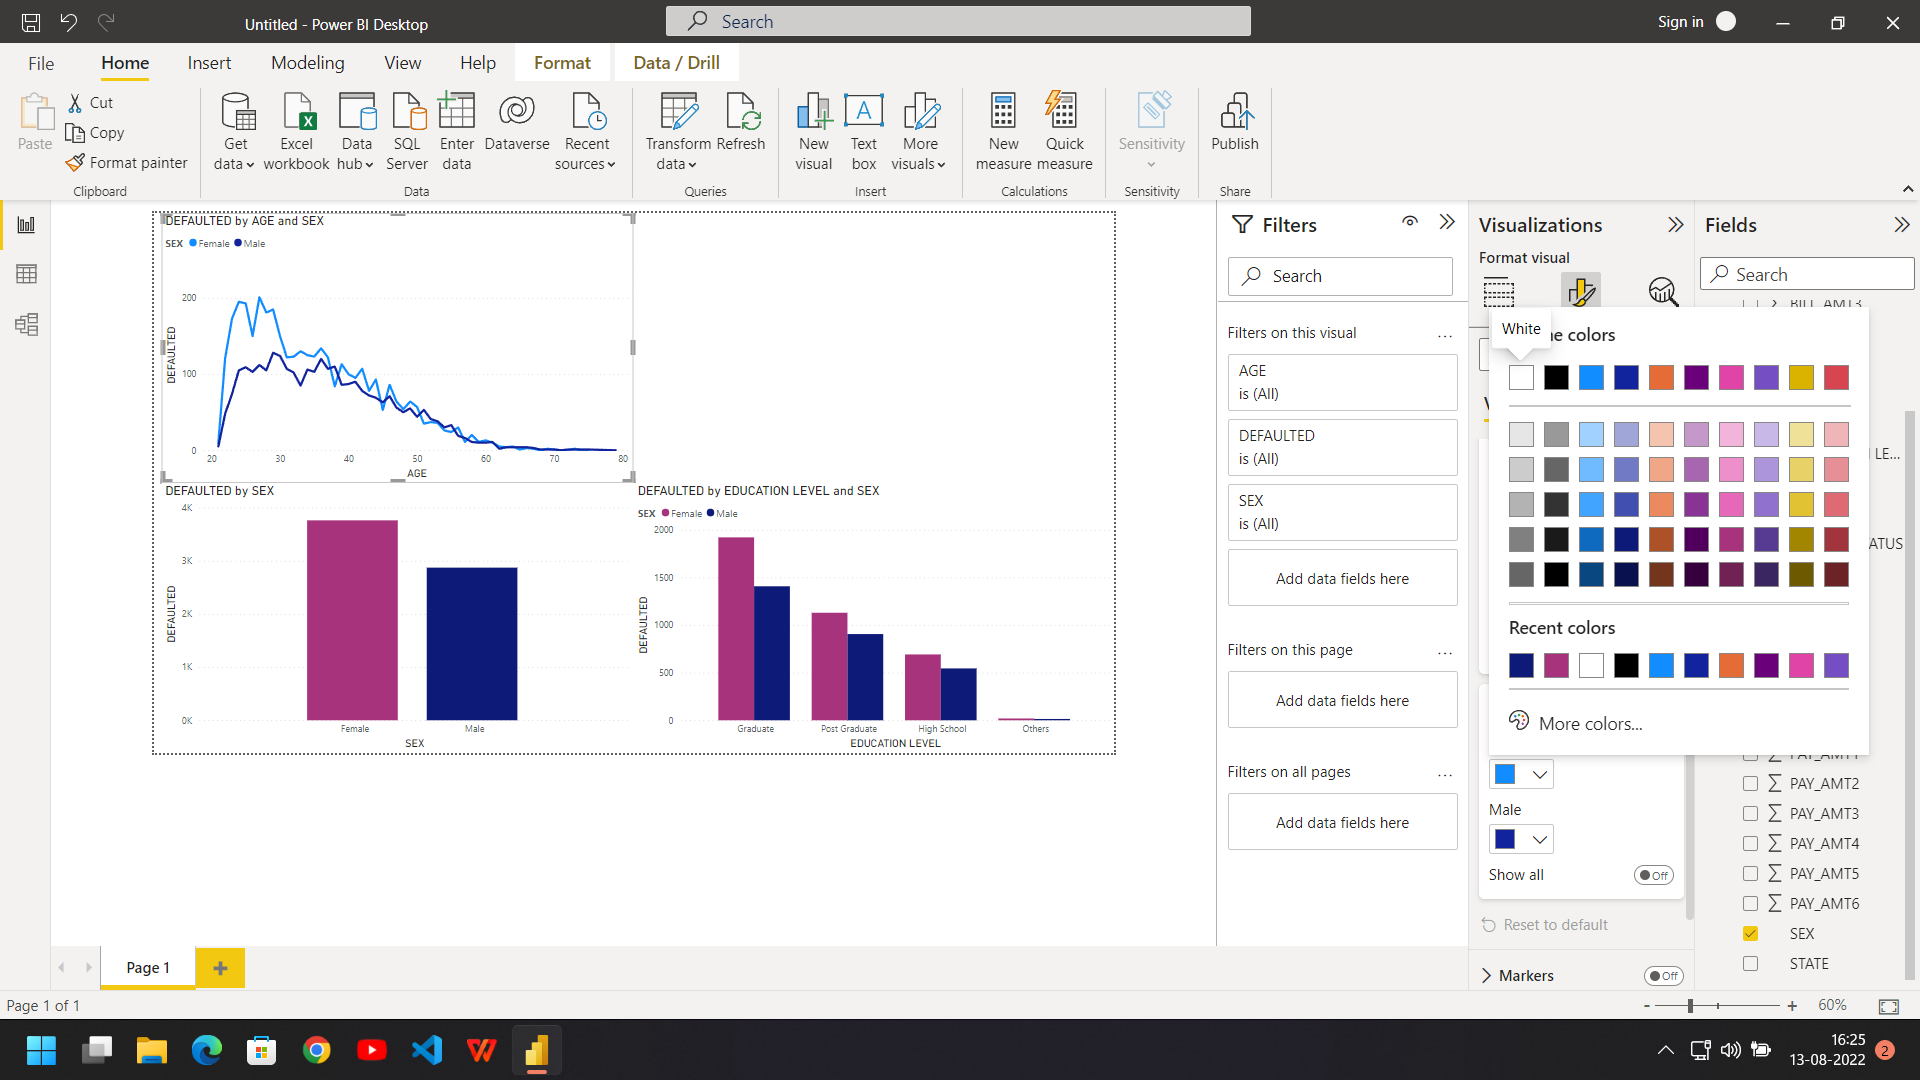 Untitled - Power BI Desktop
Search
Sign in
File
Home
Insert
Modeling
View
Help
Format
Data / Drill
Paste
Cut
Copy
Format painter
Clipboard
Get data
Excel workbook
Data hub
SQL Server
Enter data
Dataverse
Recent sources
Data
Transform data
Refresh
Queries
New visual
Text box
More visuals
Insert
New measure
Quick measure
Calculations
Sensitivity
Sensitivity
Publish
Share
DEFAULTED by AGE and SEX
SEX Female Male
200
100
0
DEFAULTED
20 30 40 50 60 70 80
AGE
DEFAULTED by SEX
4K
3K
2K
1K
0K
DEFAULTED
Female Male
SEX
DEFAULTED by EDUCATION LEVEL and SEX
SEX Female Male
2000
1500
1000
500
0
DEFAULTED
Graduate Post Graduate High School Others
EDUCATION LEVEL
Filters
Search
Filters on this visual ...
AGE
is (All)
DEFAULTED
is (All)
SEX
is (All)
Add data fields here
Filters on this page ...
Add data fields here
Filters on all pages ...
Add data fields here
Visualizations
Format visual
White
colors
Recent colors
More colors...
Male
Show all Off
Reset to default
Markers Off
Fields
Search
BILL_AMT3
LE...
ATUS
PAY_AMT1
PAY_AMT2
PAY_AMT3
PAY_AMT4
PAY_AMT5
PAY_AMT6
SEX
STATE
Page 1
Page 1 of 1
- + 60%
16:25
13-08-2022
2